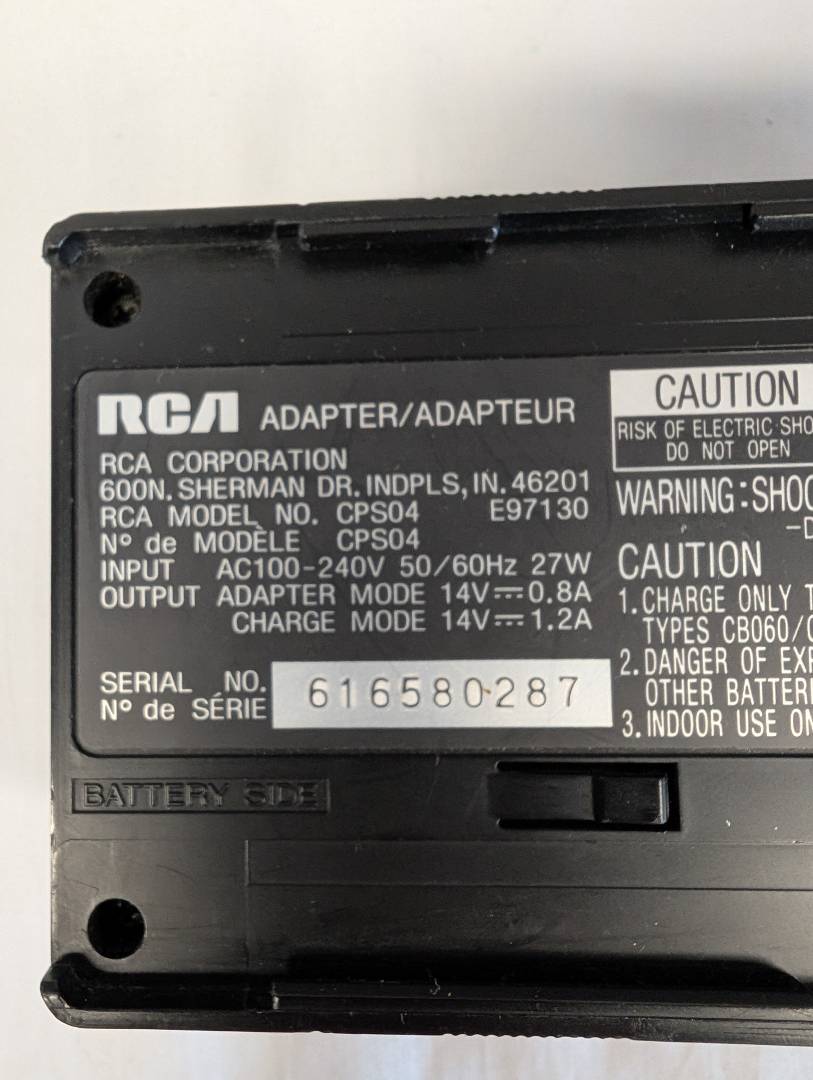 RCA ADAPTER/ADAPTEUR
RCA CORPORATION
600N. SHERMAN DR. INDPLS, IN. 46201
RCA MODEL NO. CPS04 E97130
Nº de MODÈLE CPS04
INPUT AC100-240V 50/60Hz 27W
OUTPUT ADAPTER MODE 14V⎓0.8A
CHARGE MODE 14V⎓1.2A
SERIAL NO.
Nº de SÉRIE
616580287
BATTERY SIDE
CAUTION
RISK OF ELECTRIC
DO NOT OPEN
WARNING:
CAUTION
1. CHARGE ONLY
TYPES CB060/
2. DANGER OF
OTHER
3. INDOOR USE